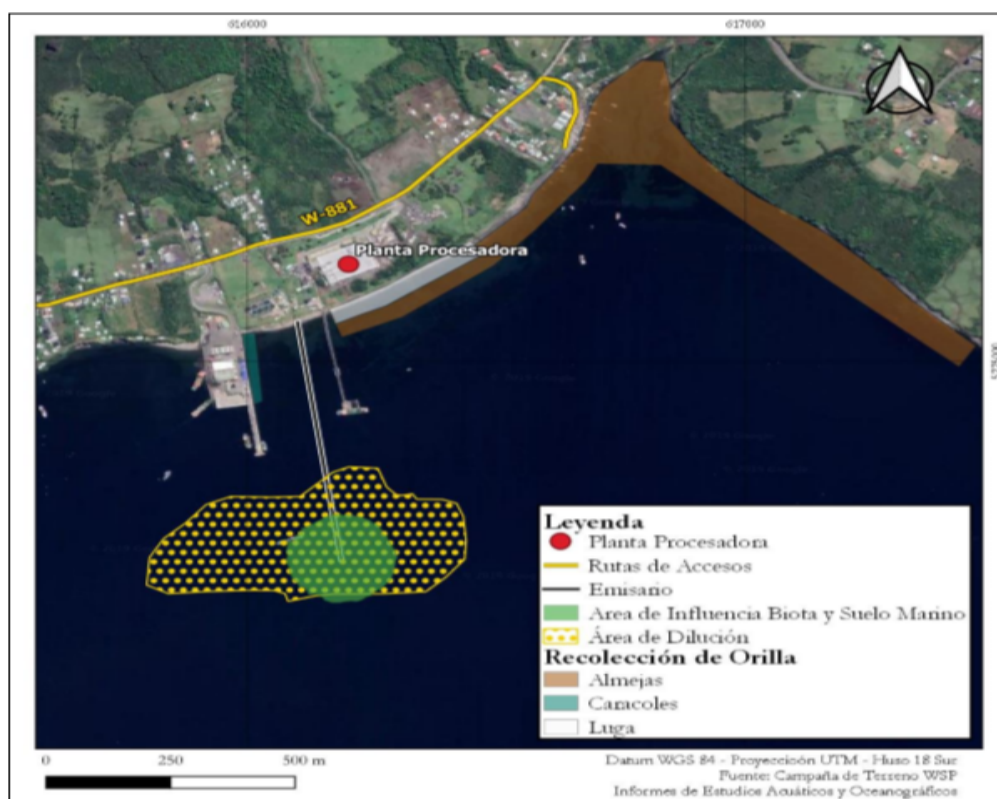 616000 617000
W-881
Planta Procesadora
Leyenda
Planta Procesadora
Rutas de Accesos
Emisario
Area de Influencia Biota y Suelo Marino
Área de Dilución
Recolección de Orilla
Almejas
Caracoles
Luga
0 250 500 m
Datum WGS 84 - Proyección UTM - Huso 18 Sur
Fuente: Campaña de Terreno WSP
Informes de Estudios Acuáticos y Oceanográficos